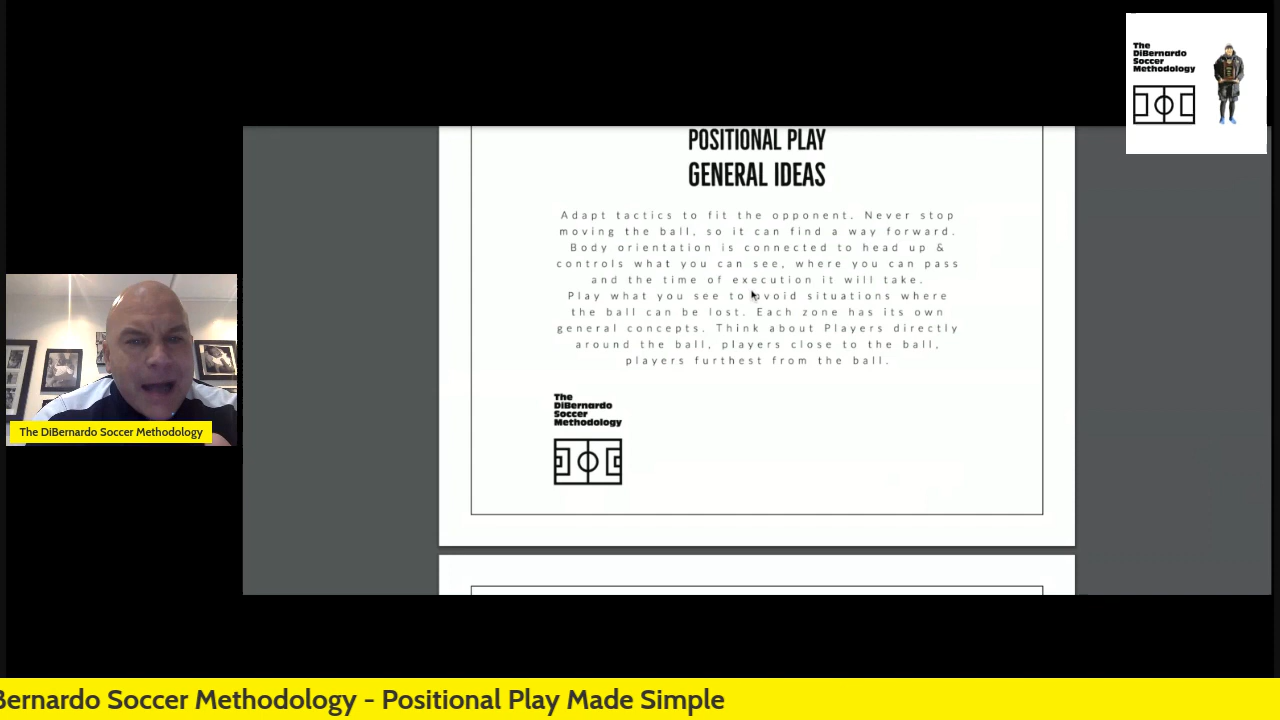 The
DiBernardo
Soccer
Methodology
POSITIONAL PLAY
GENERAL IDEAS
Adapt tactics to fit the opponent. Never stop
moving the ball, so it can find a way forward.
Body orientation is connected to head up &
controls what you can see, where you can pass
and the time of execution it will take.
Play what you see to avoid situations where
the ball can be lost. Each zone has its own
general concepts. Think about Players directly
around the ball, players close to the ball,
players furthest from the ball.
The
DiBernardo
Soccer
Methodology
The DiBernardo Soccer Methodology
Bernardo Soccer Methodology - Positional Play Made Simple